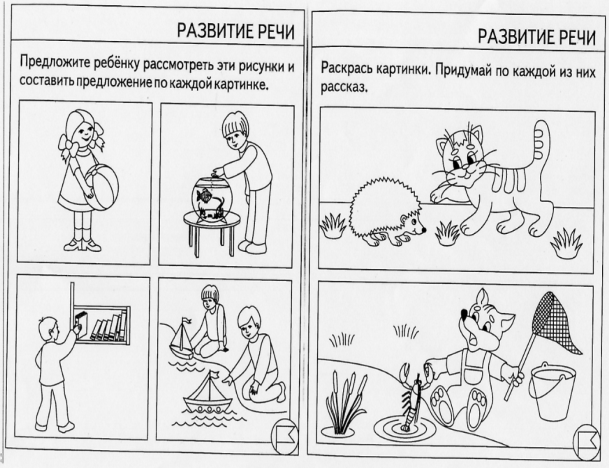 РАЗВИТИЕ РЕЧИ
Предложите ребёнку рассмотреть эти рисунки и
составить предложение по каждой картинке.
РАЗВИТИЕ РЕЧИ
Раскрась картинки. Придумай по каждой из них
рассказ.